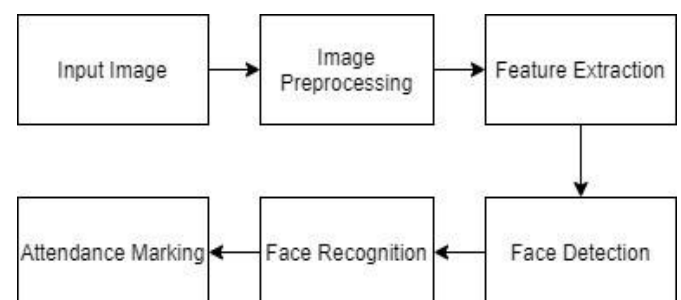 Input Image
Image
Preprocessing
Feature Extraction
Face Detection
Face Recognition
Attendance Marking